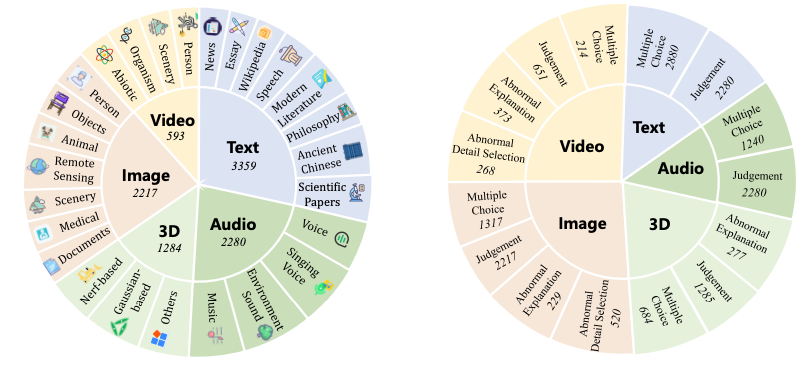 Video
593
Abiotic
Organism
Scenery
Person
Text
3359
News
Essay
Wikipedia
Speech
Modern
Literature
Philosophy
Ancient
Chinese
Scientific
Papers
Audio
2280
Voice
Singing
Voice
Environment
Sound
Music
3D
1284
Others
Gaussian-
based
Nerf-based
Image
2217
Documents
Medical
Scenery
Remote
Sensing
Animal
Objects
Person
Video
Abnormal
Detail Selection
268
Abnormal
Explanation
373
Judgement
651
Multiple
Choice
214
Text
Multiple
Choice
2880
Judgement
2280
Audio
Multiple
Choice
1240
Judgement
2280
3D
Abnormal
Explanation
277
Judgement
1285
Multiple
Choice
684
Image
Abnormal
Detail Selection
520
Abnormal
Explanation
229
Judgement
2217
Multiple
Choice
1317